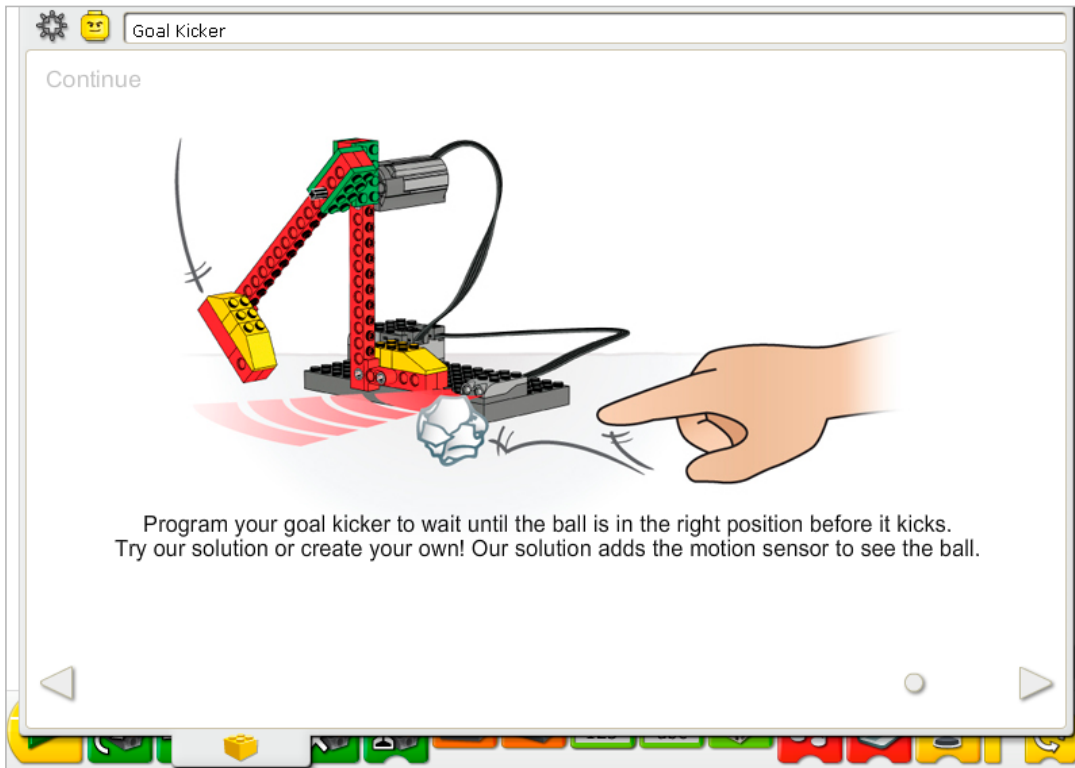 Goal Kicker
Continue
Program your goal kicker to wait until the ball is in the right position before it kicks.
Try our solution or create your own! Our solution adds the motion sensor to see the ball.